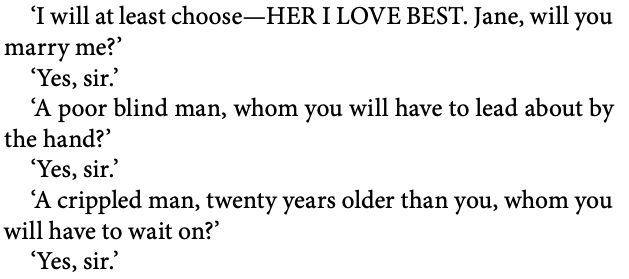 ‘I will at least choose—HER I LOVE BEST. Jane, will you
marry me?’
‘Yes, sir.’
‘A poor blind man, whom you will have to lead about by
the hand?’
‘Yes, sir.’
‘A crippled man, twenty years older than you, whom you
will have to wait on?’
‘Yes, sir.’